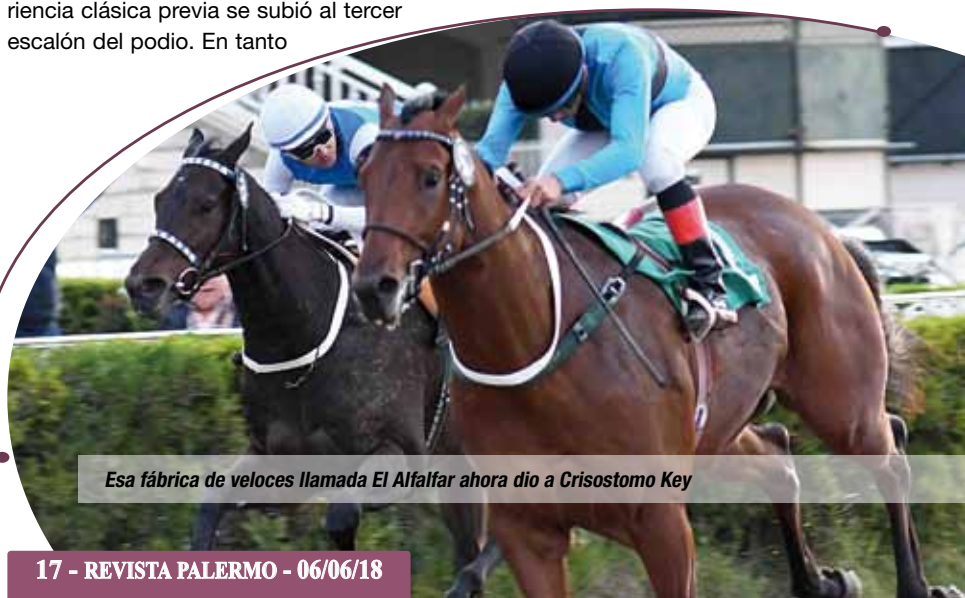 riencia clásica previa se subió al tercer
escalón del podio. En tanto
Esa fábrica de veloces llamada El Alfalfar ahora dio a Crisostomo Key
17 - REVISTA PALERMO - 06/06/18